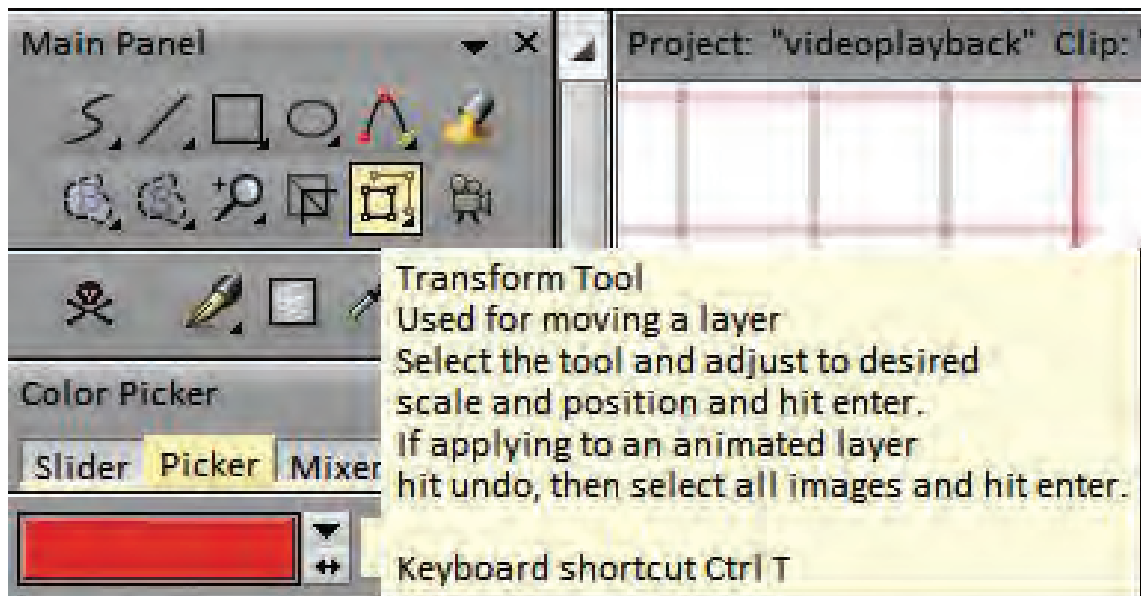 Main Panel
Project: "videoplayback" Clip: "
Transform Tool
Used for moving a layer
Select the tool and adjust to desired
scale and position and hit enter.
If applying to an animated layer
hit undo, then select all images and hit enter.
Keyboard shortcut Ctrl T
Color Picker
Slider Picker Mixer